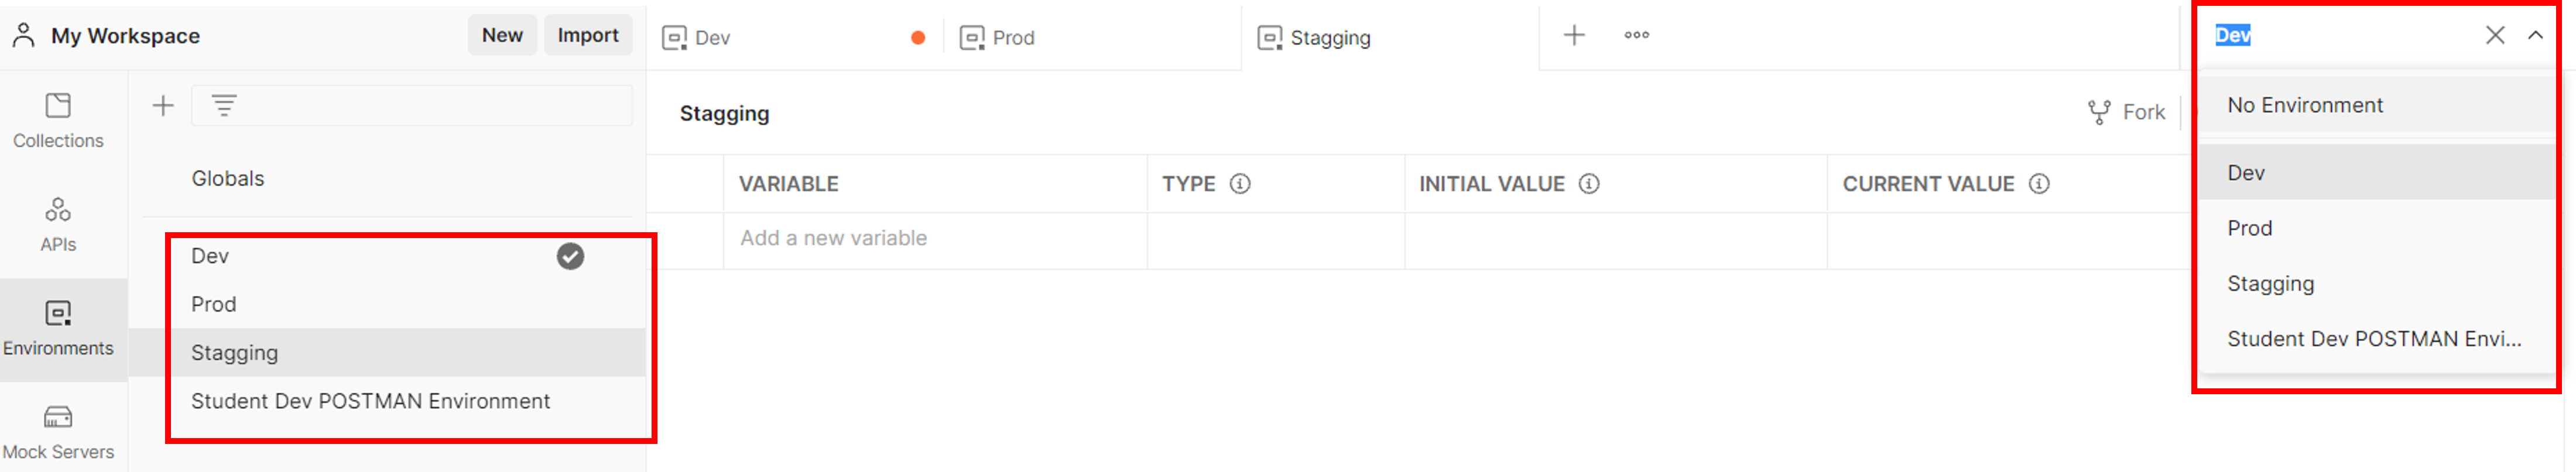 My Workspace
New
Import
Dev
Prod
Stagging
Dev
Collections
APIs
Environments
Mock Servers
Globals
Dev
Prod
Stagging
Student Dev POSTMAN Environment
Stagging
Fork
VARIABLE
TYPE
INITIAL VALUE
CURRENT VALUE
Add a new variable
No Environment
Dev
Prod
Stagging
Student Dev POSTMAN Envi...